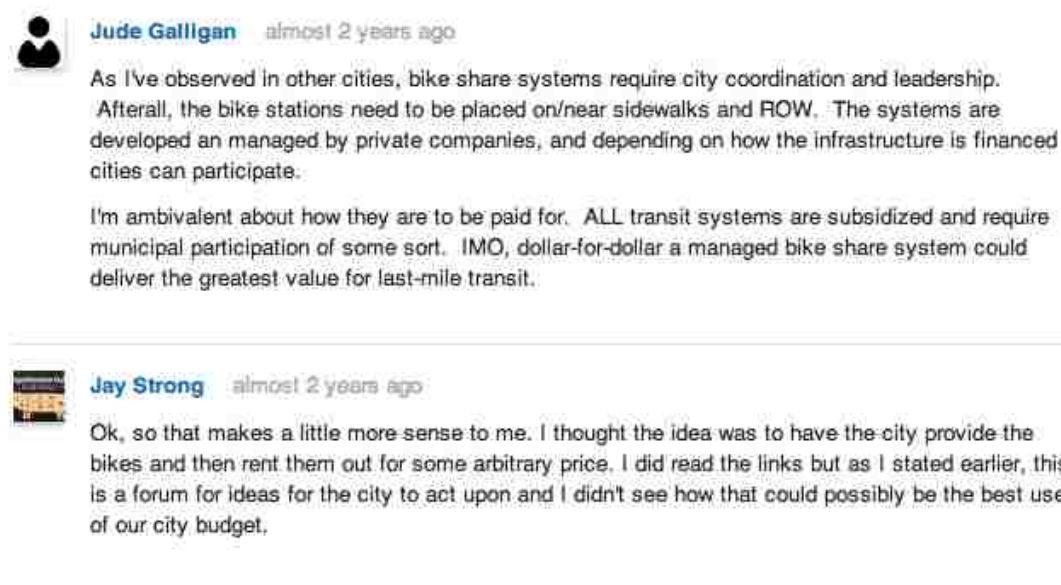 Jude Galligan almost 2 years ago
As I've observed in other cities, bike share systems require city coordination and leadership.
Afterall, the bike stations need to be placed on/near sidewalks and ROW. The systems are
developed an managed by private companies, and depending on how the infrastructure is financed
cities can participate.
I'm ambivalent about how they are to be paid for. ALL transit systems are subsidized and require
municipal participation of some sort. IMO, dollar-for-dollar a managed bike share system could
deliver the greatest value for last-mile transit.
Jay Strong almost 2 years ago
Ok, so that makes a little more sense to me. I thought the idea was to have the city provide the
bikes and then rent them out for some arbitrary price. I did read the links but as I stated earlier, this
is a forum for ideas for the city to act upon and I didn't see how that could possibly be the best use
of our city budget.